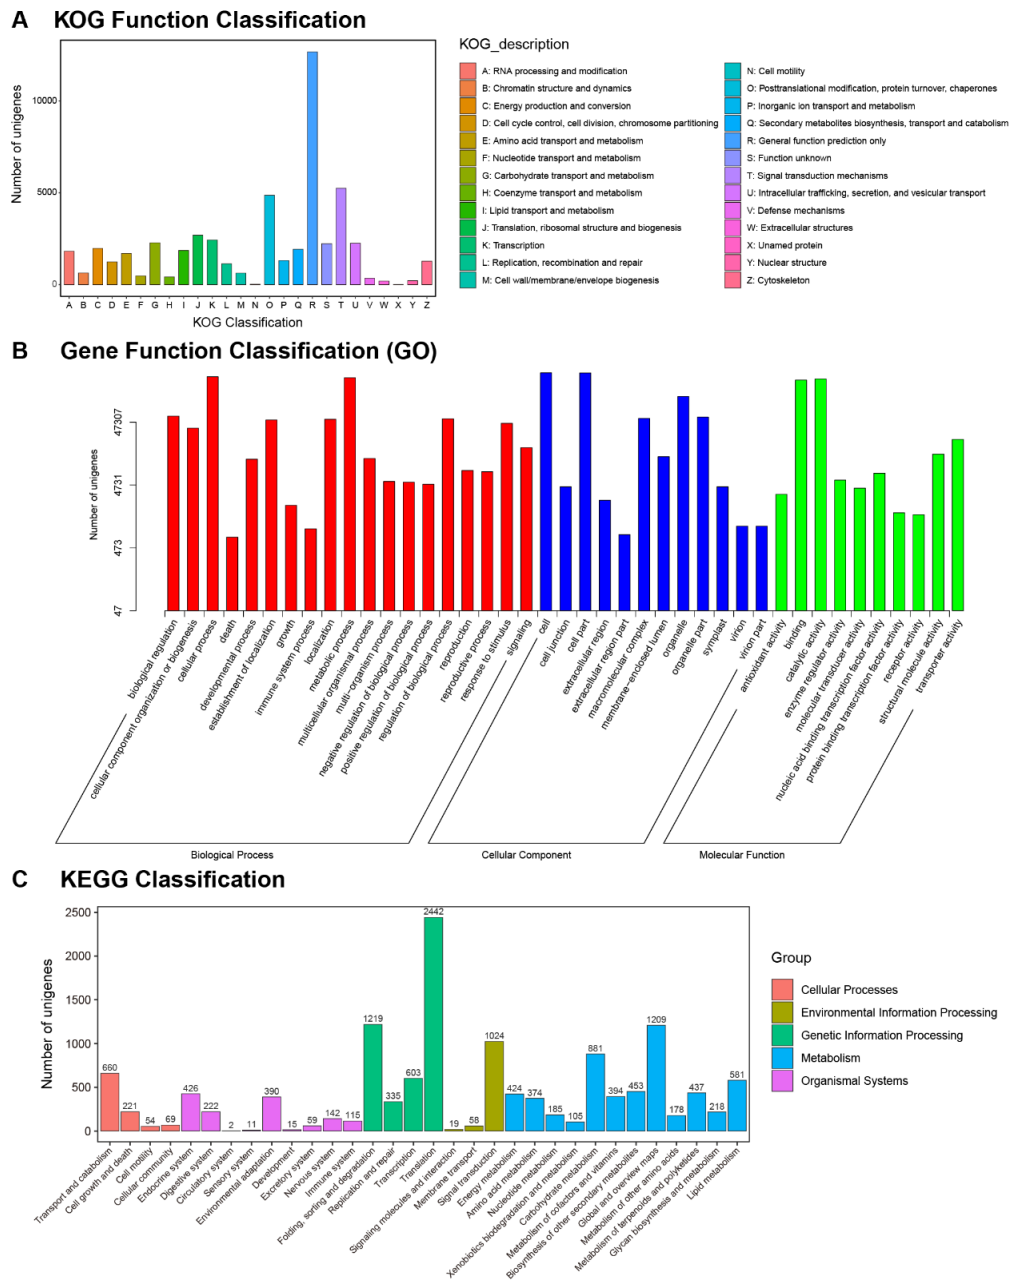 A KOG Function Classification
Number of unigenes
10000
5000
0
A B C D E F G H I J K L M N O P Q R S T U V W X Y Z
KOG Classification
KOG_description
A: RNA processing and modification
B: Chromatin structure and dynamics
C: Energy production and conversion
D: Cell cycle control, cell division, chromosome partitioning
E: Amino acid transport and metabolism
F: Nucleotide transport and metabolism
G: Carbohydrate transport and metabolism
H: Coenzyme transport and metabolism
I: Lipid transport and metabolism
J: Translation, ribosomal structure and biogenesis
K: Transcription
L: Replication, recombination and repair
M: Cell wall/membrane/envelope biogenesis
N: Cell motility
O: Posttranslational modification, protein turnover, chaperones
P: Inorganic ion transport and metabolism
Q: Secondary metabolites biosynthesis, transport and catabolism
R: General function prediction only
S: Function unknown
T: Signal transduction mechanisms
U: Intracellular trafficking, secretion, and vesicular transport
V: Defense mechanisms
W: Extracellular structures
X: Unamed protein
Y: Nuclear structure
Z: Cytoskeleton
B Gene Function Classification (GO)
Number of unigenes
47307
4731
473
47
biological regulation
cellular component organization or biogenesis
cellular process
death
developmental process
establishment of localization
growth
immune system process
localization
metabolic process
multicellular organismal process
multi-organism process
negative regulation of biological process
positive regulation of biological process
regulation of biological process
reproduction
reproductive process
response to stimulus
signaling
cell
cell junction
cell part
extracellular region
extracellular region part
macromolecular complex
membrane-enclosed lumen
organelle
organelle part
symplast
virion
virion part
antioxidant activity
binding
catalytic activity
enzyme regulator activity
molecular transducer activity
nucleic acid binding transcription factor activity
protein binding transcription factor activity
receptor activity
structural molecule activity
transporter activity
Biological Process
Cellular Component
Molecular Function
C KEGG Classification
Number of unigenes
2500
2000
1500
1000
500
0
660
221
54
69
426
222
2
11
390
15
59
142
115
1219
335
603
2442
19
58
1024
424
374
185
105
881
394
453
1209
178
437
218
581
Transport and catabolism
Cell growth and death
Cell motility
Cellular community
Endocrine system
Digestive system
Circulatory system
Sensory system
Environmental adaptation
Development
Excretory system
Nervous system
Immune system
Folding, sorting and degradation
Replication and repair
Transcription
Translation
Signaling molecules and interaction
Membrane transport
Signal transduction
Energy metabolism
Amino acid metabolism
Nucleotide metabolism
Xenobiotics biodegradation and metabolism
Carbohydrate metabolism
Metabolism of cofactors and vitamins
Biosynthesis of other secondary metabolites
Global and overview maps
Metabolism of other amino acids
Metabolism of terpenoids and polyketides
Glycan biosynthesis and metabolism
Lipid metabolism
Group
Cellular Processes
Environmental Information Processing
Genetic Information Processing
Metabolism
Organismal Systems